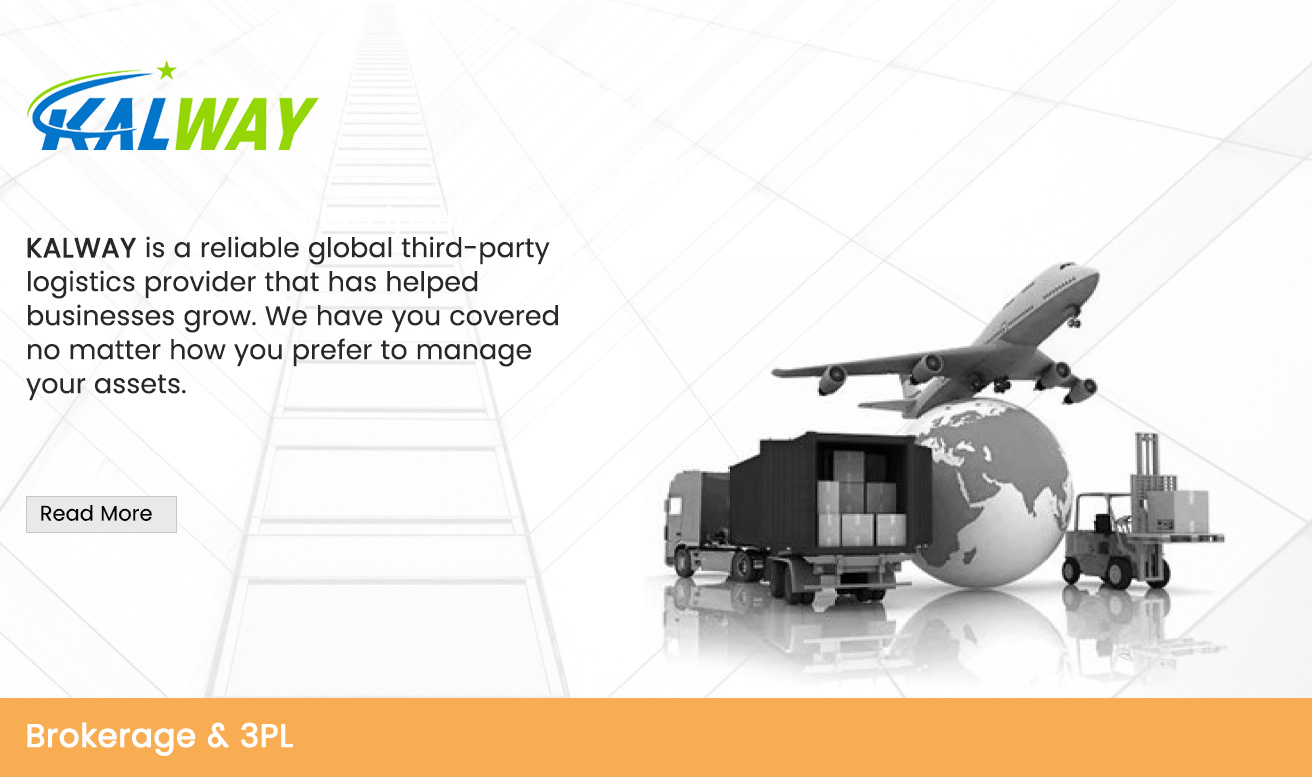 KALWAY
KALWAY is a reliable global third-party
logistics provider that has helped
businesses grow. We have you covered
no matter how you prefer to manage
your assets.
Read More
Brokerage & 3PL